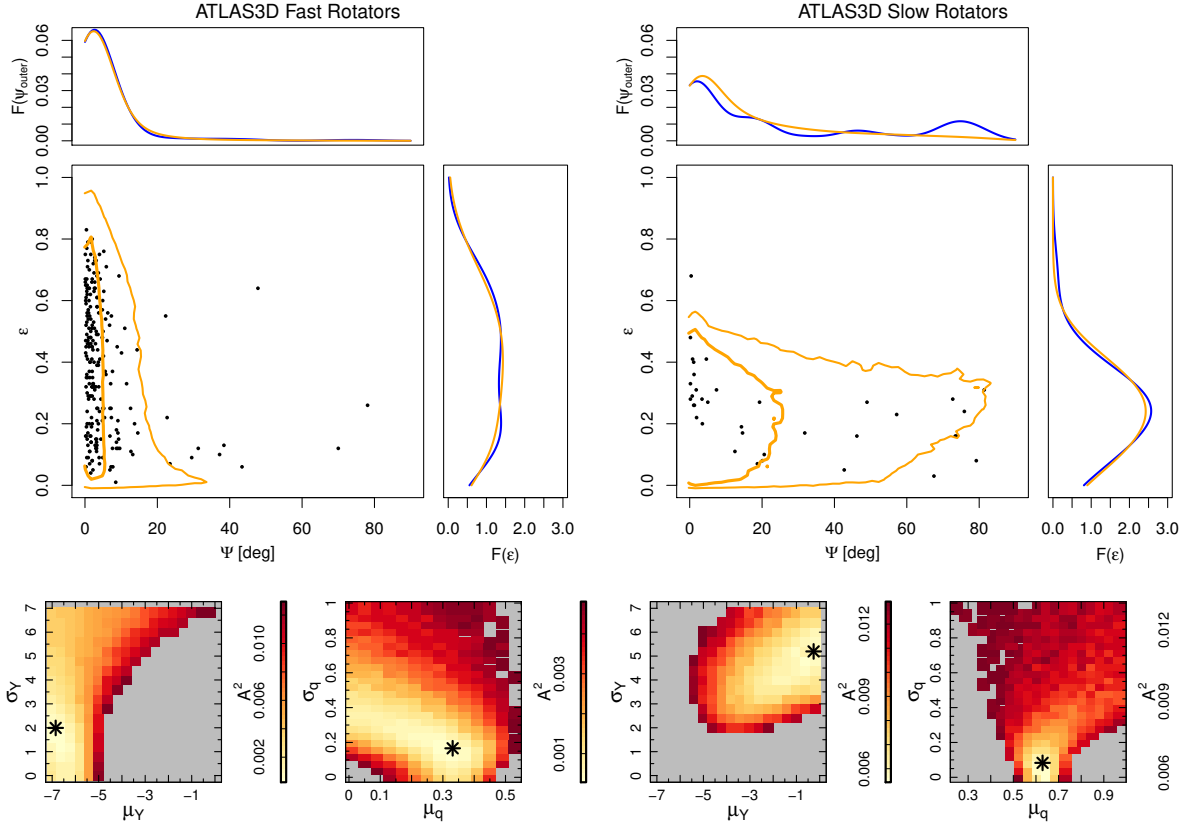 ATLAS3D Fast Rotators
F(ψouter)
0.00 0.03 0.06
ε
0.0 0.2 0.4 0.6 0.8 1.0
0 20 40 60 80
Ψ [deg]
0.0 1.0 2.0 3.0
F(ε)
ATLAS3D Slow Rotators
F(ψouter)
0.00 0.03 0.06
ε
0.0 0.2 0.4 0.6 0.8 1.0
0 20 40 60 80
Ψ [deg]
0.0 1.0 2.0 3.0
F(ε)
σY
0 1 2 3 4 5 6 7
−7 −5 −3 −1
μY
A²
0.002 0.006 0.010
σq
0 0.2 0.4 0.6 0.8 1
0 0.1 0.3 0.5
μq
A²
0.001 0.003
σY
0 1 2 3 4 5 6 7
−7 −5 −3 −1
μY
A²
0.006 0.009 0.012
σq
0 0.2 0.4 0.6 0.8 1
0.3 0.5 0.7 0.9
μq
A²
0.006 0.009 0.012